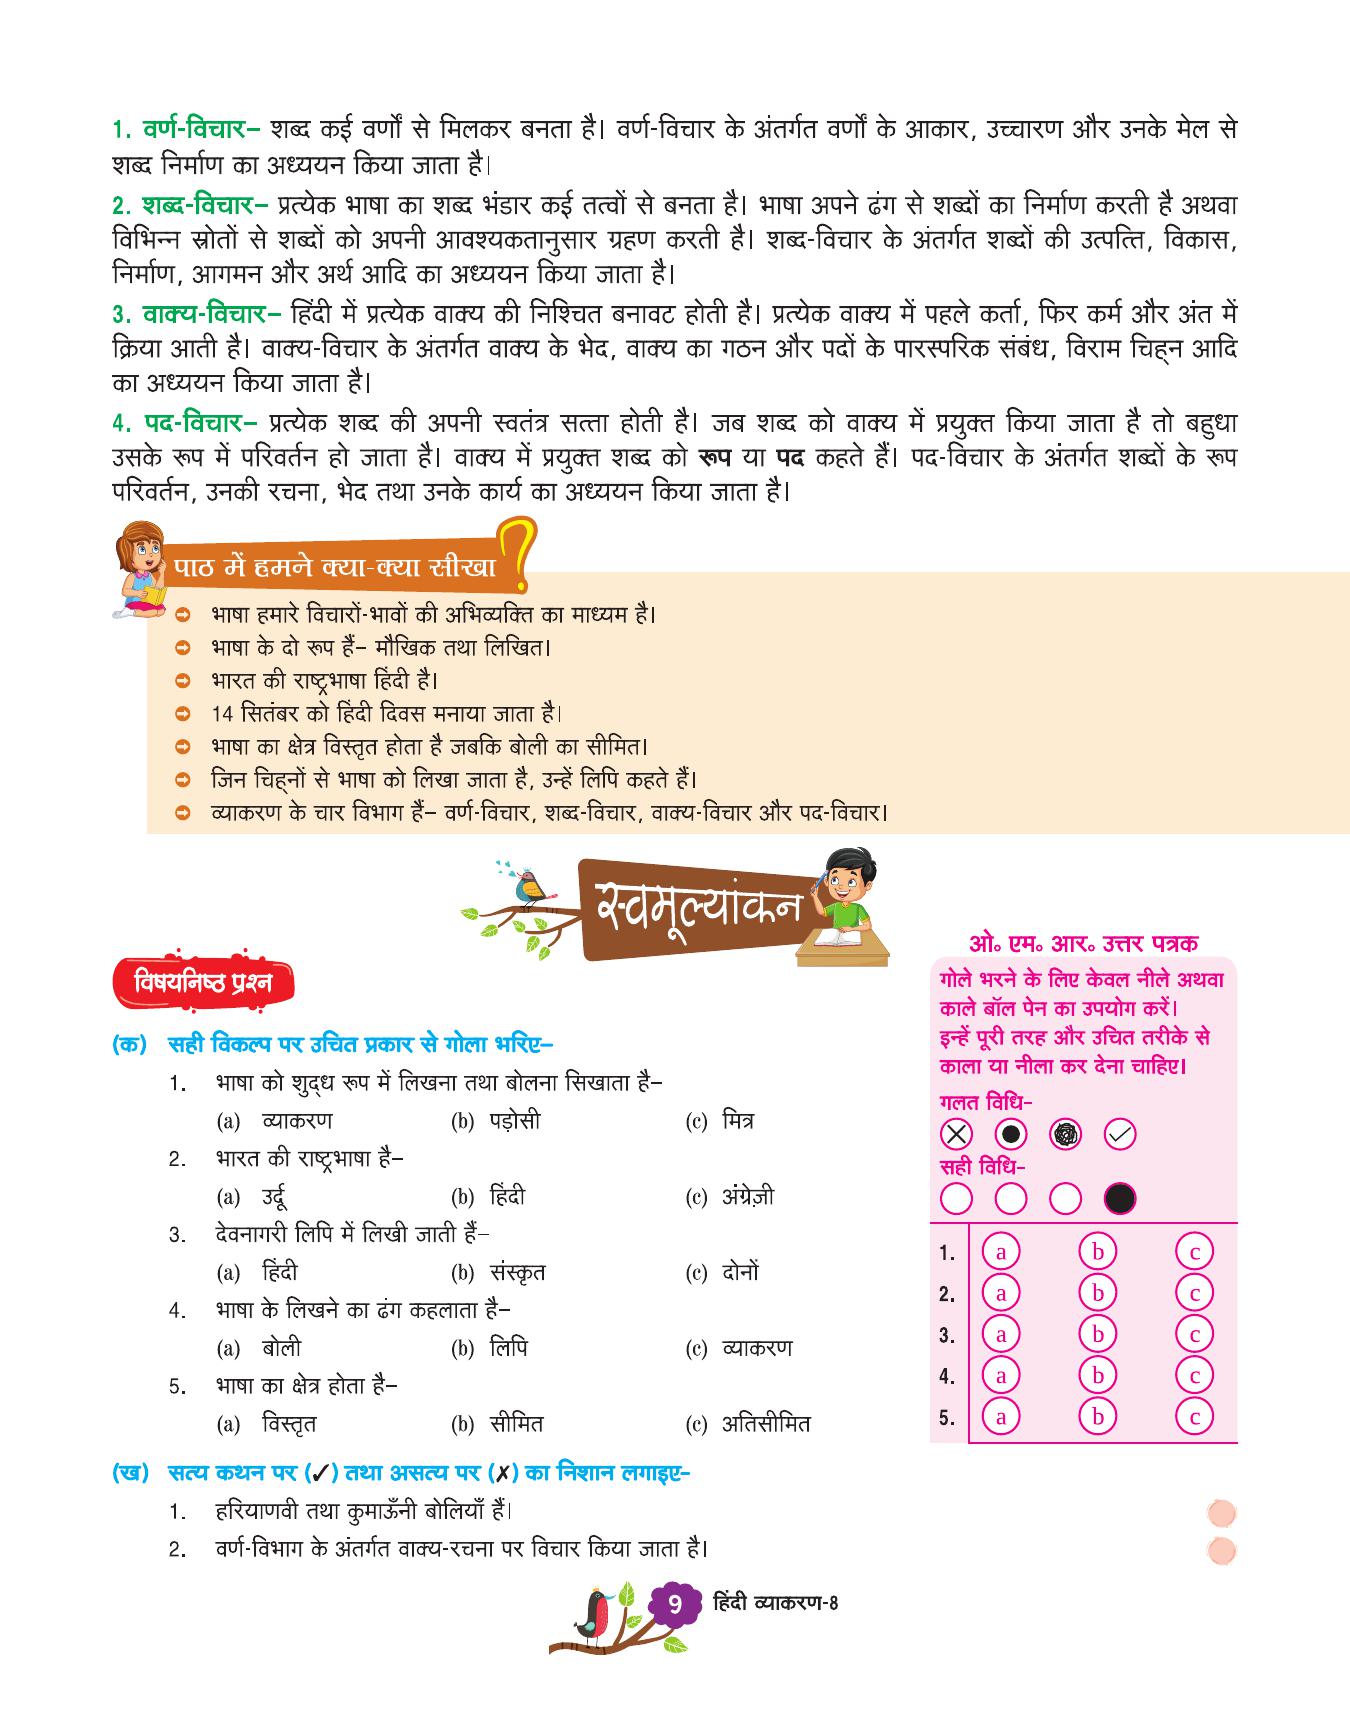 1. वर्ण-विचार– शब्द कई वर्णों से मिलकर बनता है। वर्ण-विचार के अंतर्गत वर्णों के आकार, उच्चारण और उनके मेल से
शब्द निर्माण का अध्ययन किया जाता है।
2. शब्द-विचार– प्रत्येक भाषा का शब्द भंडार कई तत्वों से बनता है। भाषा अपने ढंग से शब्दों का निर्माण करती है अथवा
विभिन्न स्रोतों से शब्दों को अपनी आवश्यकतानुसार ग्रहण करती है। शब्द-विचार के अंतर्गत शब्दों की उत्पत्ति, विकास,
निर्माण, आगमन और अर्थ आदि का अध्ययन किया जाता है।
3. वाक्य-विचार– हिंदी में प्रत्येक वाक्य की निश्चित बनावट होती है। प्रत्येक वाक्य में पहले कर्ता, फिर कर्म और अंत में
क्रिया आती है। वाक्य-विचार के अंतर्गत वाक्य के भेद, वाक्य का गठन और पदों के पारस्परिक संबंध, विराम चिह्न आदि
का अध्ययन किया जाता है।
4. पद-विचार– प्रत्येक शब्द की अपनी स्वतंत्र सत्ता होती है। जब शब्द को वाक्य में प्रयुक्त किया जाता है तो बहुधा
उसके रूप में परिवर्तन हो जाता है। वाक्य में प्रयुक्त शब्द को रूप या पद कहते हैं। पद-विचार के अंतर्गत शब्दों के रूप
परिवर्तन, उनकी रचना, भेद तथा उनके कार्य का अध्ययन किया जाता है।
पाठ में हमने क्या-क्या सीखा ?
भाषा हमारे विचारों-भावों की अभिव्यक्ति का माध्यम है।
भाषा के दो रूप हैं– मौखिक तथा लिखित।
भारत की राष्ट्रभाषा हिंदी है।
14 सितंबर को हिंदी दिवस मनाया जाता है।
भाषा का क्षेत्र विस्तृत होता है जबकि बोली का सीमित।
जिन चिह्नों से भाषा को लिखा जाता है, उन्हें लिपि कहते हैं।
व्याकरण के चार विभाग हैं– वर्ण-विचार, शब्द-विचार, वाक्य-विचार और पद-विचार।
स्वमूल्यांकन
विषयनिष्ठ प्रश्न
(क) सही विकल्प पर उचित प्रकार से गोला भरिए–
1. भाषा को शुद्ध रूप में लिखना तथा बोलना सिखाता है–
(a) व्याकरण (b) पड़ोसी (c) मित्र
2. भारत की राष्ट्रभाषा है–
(a) उर्दू (b) हिंदी (c) अंग्रेज़ी
3. देवनागरी लिपि में लिखी जाती हैं–
(a) हिंदी (b) संस्कृत (c) दोनों
4. भाषा के लिखने का ढंग कहलाता है–
(a) बोली (b) लिपि (c) व्याकरण
5. भाषा का क्षेत्र होता है–
(a) विस्तृत (b) सीमित (c) अतिसीमित
ओ॰ एम॰ आर॰ उत्तर पत्रक
गोले भरने के लिए केवल नीले अथवा
काले बॉल पेन का उपयोग करें।
इन्हें पूरी तरह और उचित तरीके से
काला या नीला कर देना चाहिए।
गलत विधि–
सही विधि–
1. a b c
2. a b c
3. a b c
4. a b c
5. a b c
(ख) सत्य कथन पर (✓) तथा असत्य पर (✗) का निशान लगाइए–
1. हरियाणवी तथा कुमाऊँनी बोलियाँ हैं।
2. वर्ण-विभाग के अंतर्गत वाक्य-रचना पर विचार किया जाता है।
9 हिंदी व्याकरण-8